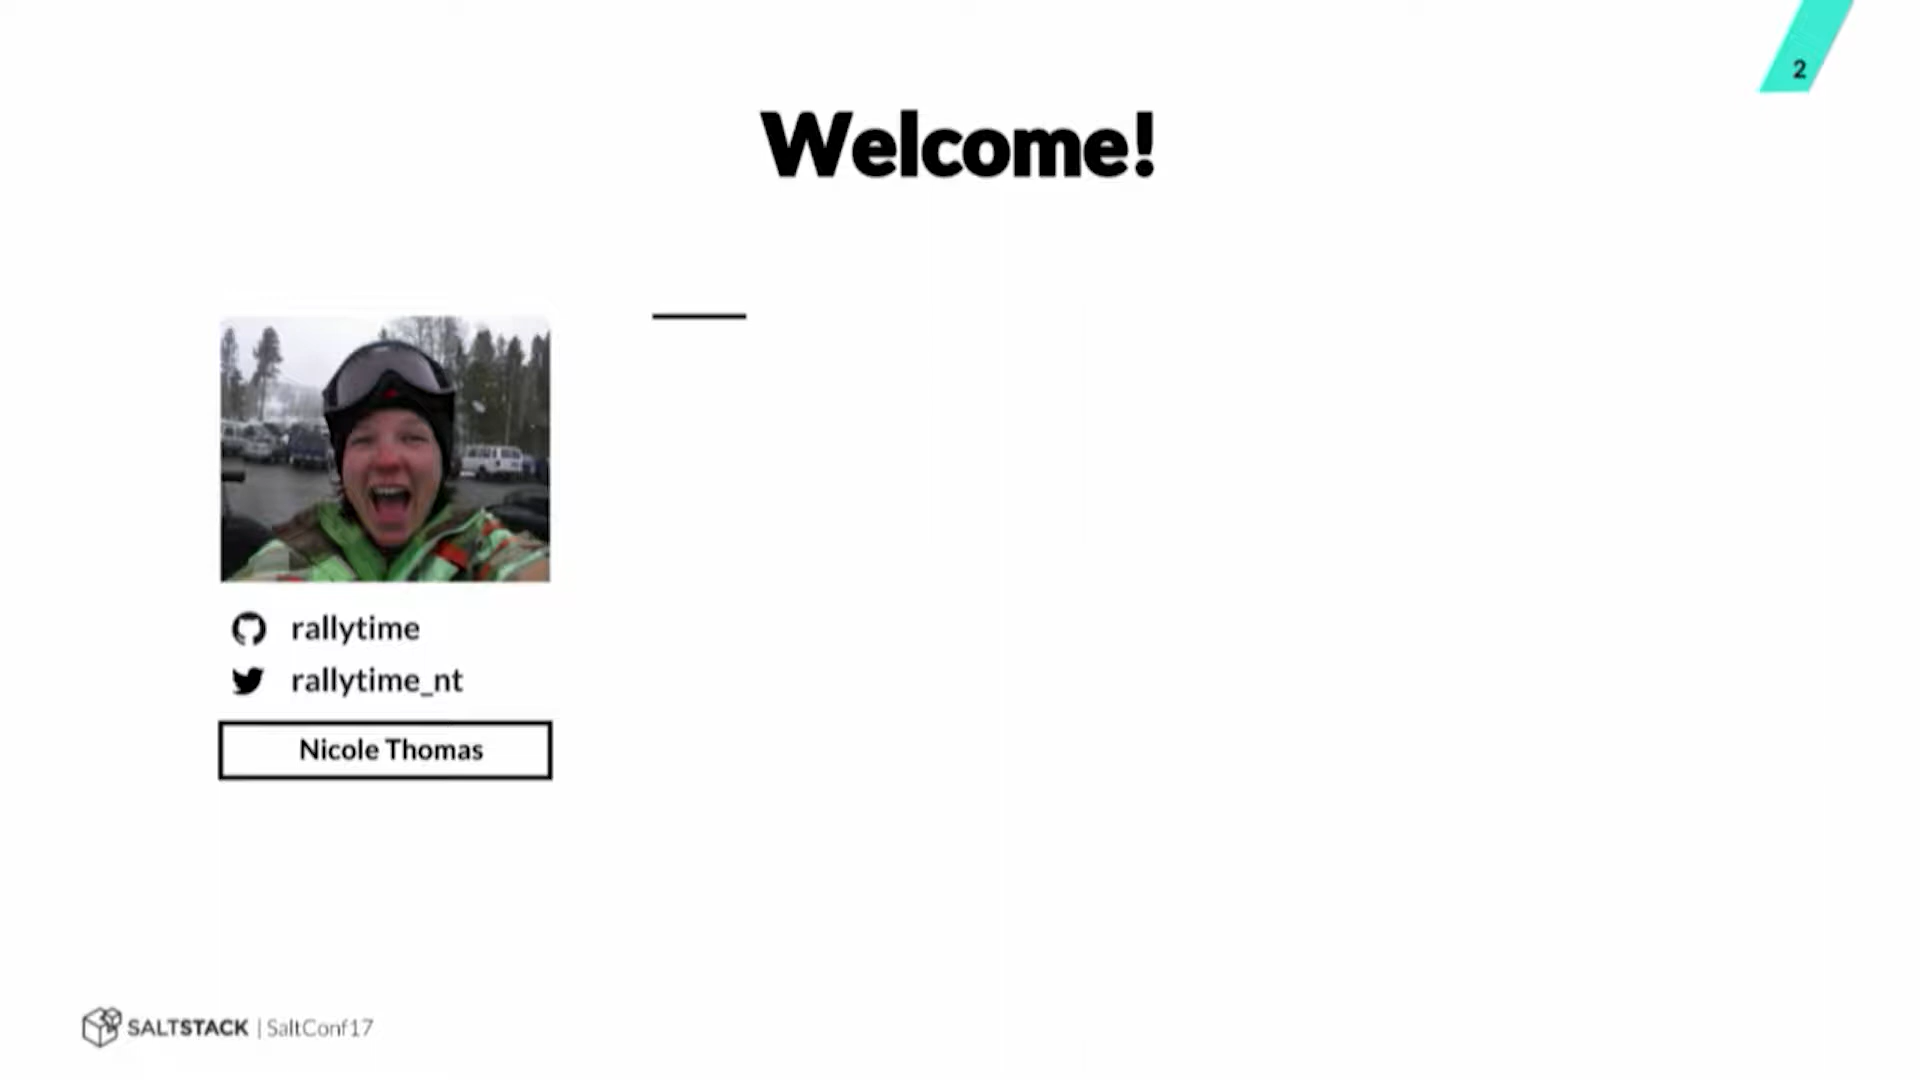 2
Welcome!
rallytime
rallytime_nt
Nicole Thomas
SALTSTACK | SaltConf17